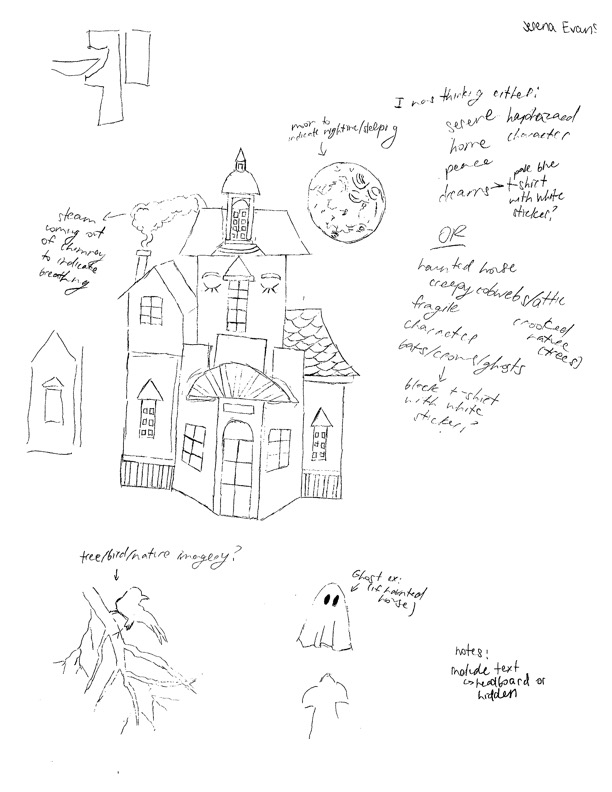 Serena Evans
I was thinking either:
serene haphazard
home character
peace
dreams → pale blue
t-shirt
with white
sticker?
OR
haunted house
creepy cobwebs/attic
fragile
character
crooked
nature
(trees)
bats/crows/ghosts
black t-shirt
with white
sticker?
moon to
indicate nightime/sleeping
steam
coming out
of chimney
to indicate
breathing
tree/bird/nature imagery?
Ghost ex:
(if haunted
house)
notes:
include text
↳ headboard or
hidden